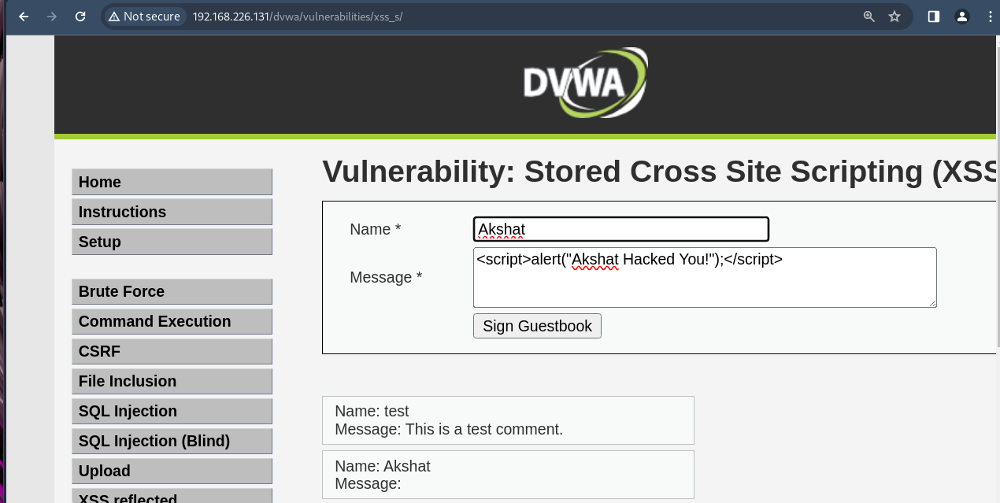 Not secure 192.168.226.131/dvwa/vulnerabilities/xss_s/
DVWA
Home
Instructions
Setup
Brute Force
Command Execution
CSRF
File Inclusion
SQL Injection
SQL Injection (Blind)
Upload
XSS reflected
Vulnerability: Stored Cross Site Scripting (XSS
Name * Akshat
Message * <script>alert("Akshat Hacked You!");</script>
Sign Guestbook
Name: test
Message: This is a test comment.
Name: Akshat
Message: